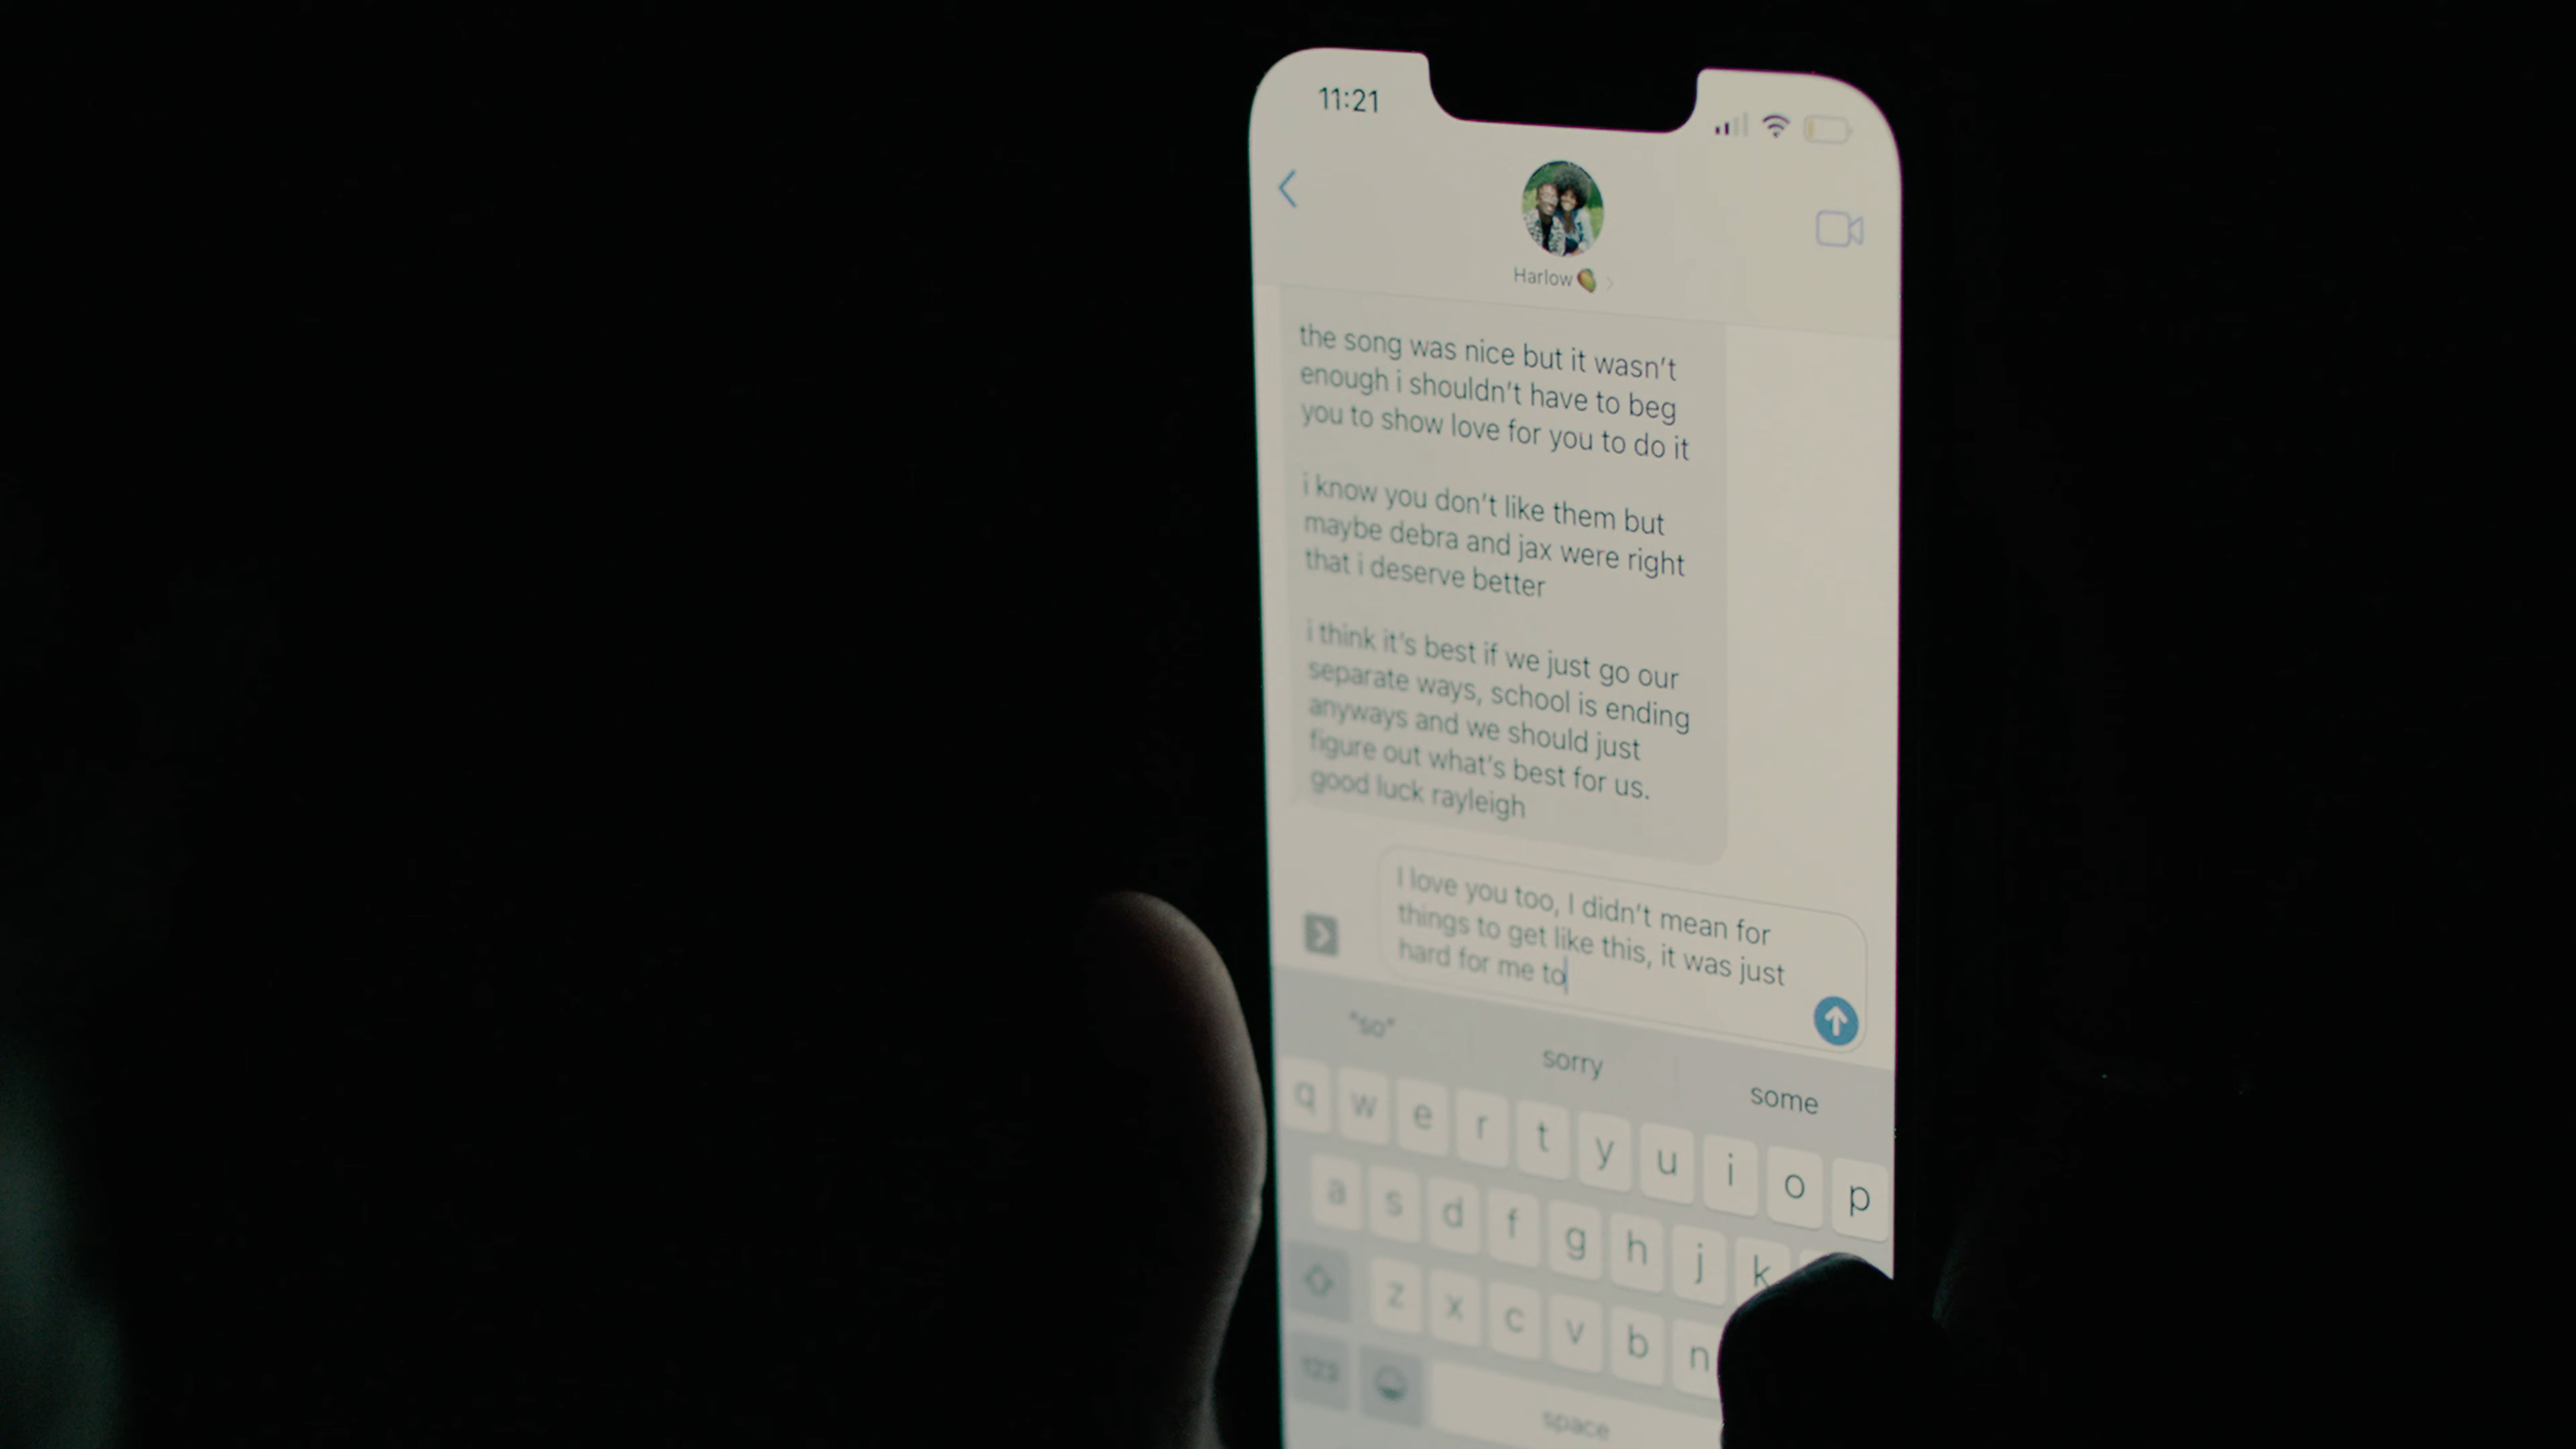 11:21
Harlow
the song was nice but it wasn't
enough i shouldn't have to beg
you to show love for you to do it
i know you don't like them but
maybe debra and jax were right
that i deserve better
i think it's best if we just go our
separate ways, school is ending
anyways and we should just
figure out what's best for us.
good luck rayleigh
I love you too, I didn't mean for
things to get like this, it was just
hard for me to
"so" sorry some
q w e r t y u i o p
a s d f g h j k
z x c v b n
123 space